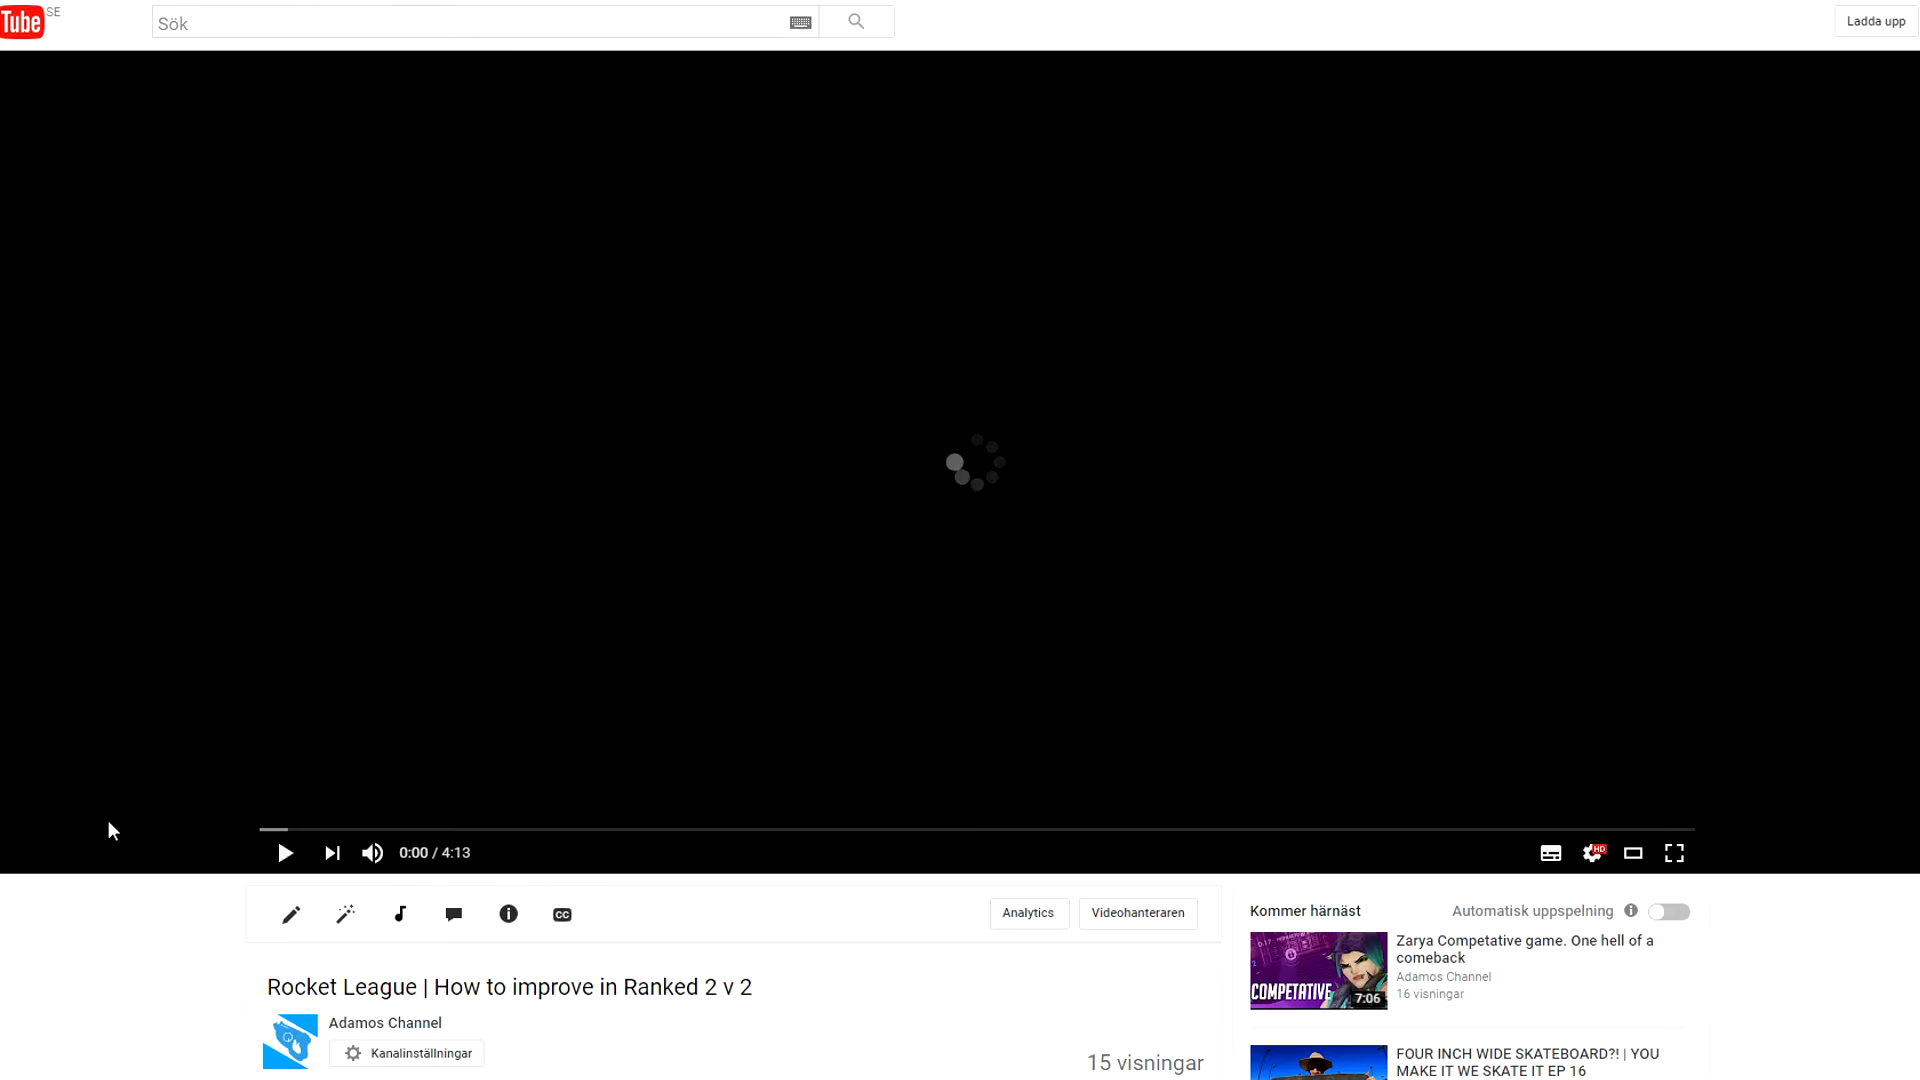 Tube SE
Sök
Ladda upp
0:00 / 4:13
HD
CC
Analytics
Videohanteraren
Rocket League | How to improve in Ranked 2 v 2
Adamos Channel
Kanalinställningar
15 visningar
Kommer härnäst
Automatisk uppspelning
COMPETATIVE
7:06
Zarya Competative game. One hell of a
comeback
Adamos Channel
16 visningar
FOUR INCH WIDE SKATEBOARD?! | YOU
MAKE IT WE SKATE IT EP 16